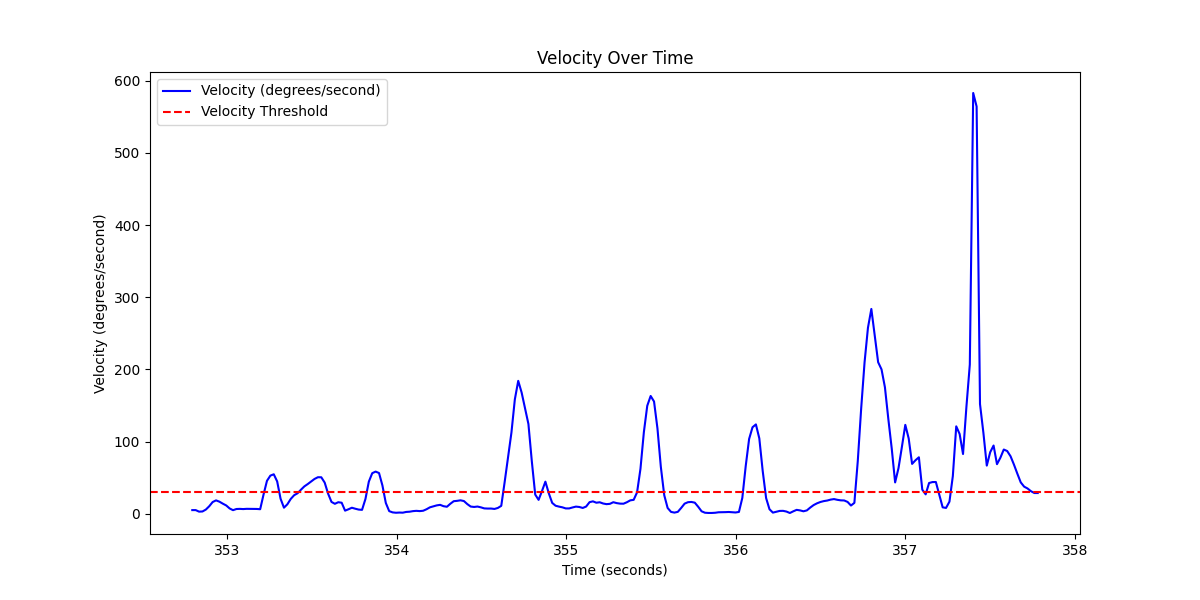 Velocity Over Time
Velocity (degrees/second)
Velocity Threshold
600
500
400
300
200
100
0
Velocity (degrees/second)
353
354
355
356
357
358
Time (seconds)